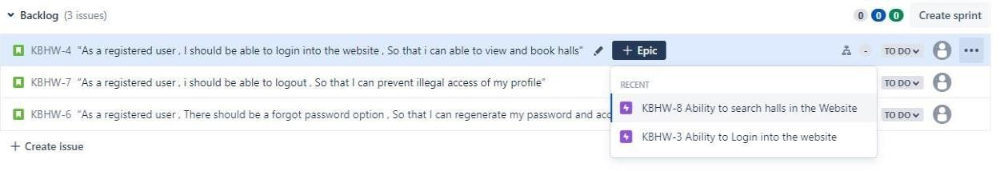 Backlog (3 issues) 0 0 0 Create sprint
KBHW-4 "As a registered user , I should be able to login into the website , So that i can able to view and book halls" + Epic - TO DO
KBHW-7 "As a registered user , i should be able to logout , So that I can prevent illegal access of my profile" TO DO
RECENT
KBHW-8 Ability to search halls in the Website
KBHW-6 "As a registered user , There should be a forgot password option , So that I can regenerate my password and TO DO
KBHW-3 Ability to Login into the website
+ Create issue